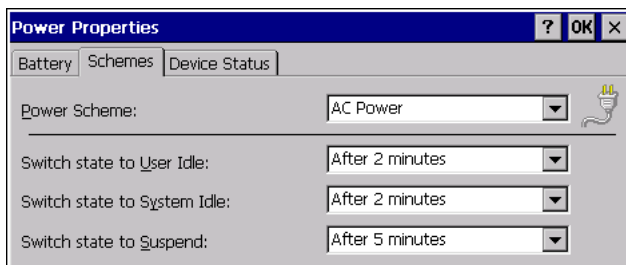 Power Properties ? OK ×
Battery Schemes Device Status
Power Scheme: AC Power
Switch state to User Idle: After 2 minutes
Switch state to System Idle: After 2 minutes
Switch state to Suspend: After 5 minutes